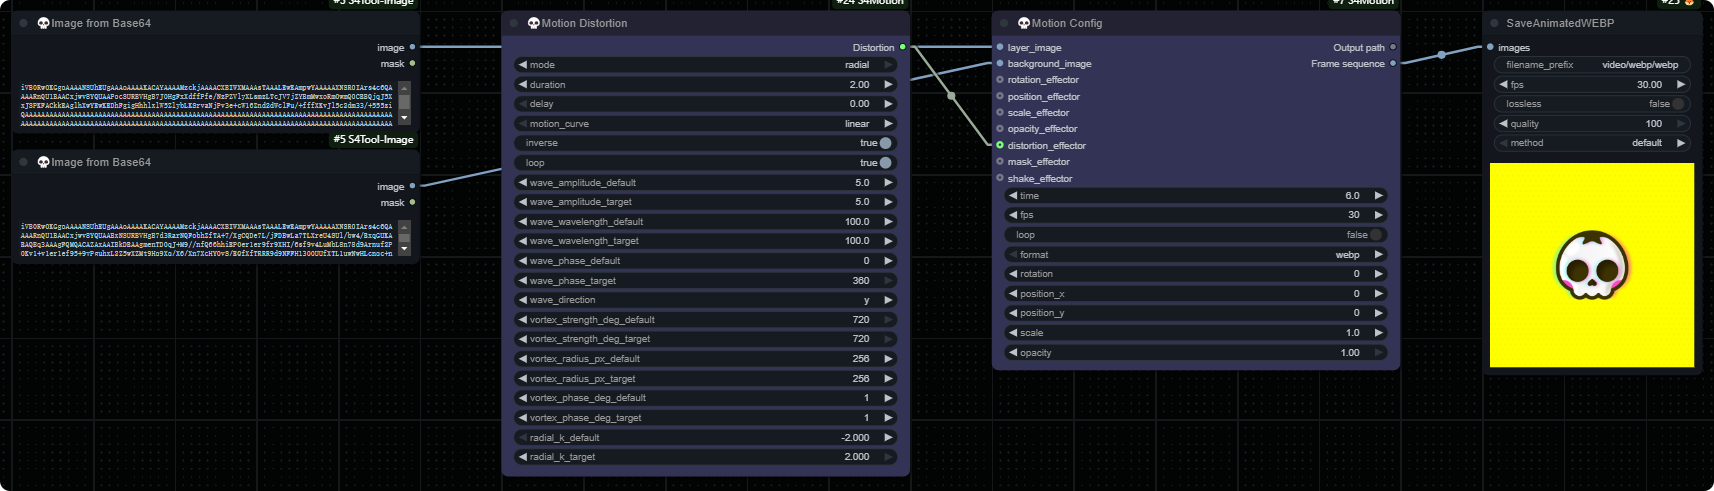 #3 S4Tool-Image
Image from Base64
image
mask
#5 S4Tool-Image
Image from Base64
image
mask
#24 S4Motion
Motion Distortion
Distortion
mode radial
duration 2.00
delay 0.00
motion_curve linear
inverse true
loop true
wave_amplitude_default 5.0
wave_amplitude_target 5.0
wave_wavelength_default 100.0
wave_wavelength_target 100.0
wave_phase_default 0
wave_phase_target 360
wave_direction y
vortex_strength_deg_default 720
vortex_strength_deg_target 720
vortex_radius_px_default 256
vortex_radius_px_target 256
vortex_phase_deg_default 1
vortex_phase_deg_target 1
radial_k_default -2.000
radial_k_target 2.000
#7 S4Motion
Motion Config
layer_image Output path
background_image Frame sequence
rotation_effector
position_effector
scale_effector
opacity_effector
distortion_effector
mask_effector
shake_effector
time 6.0
fps 30
loop false
format webp
rotation 0
position_x 0
position_y 0
scale 1.0
opacity 1.00
#25
SaveAnimatedWEBP
images
filename_prefix video/webp/webp
fps 30.00
lossless false
quality 100
method default